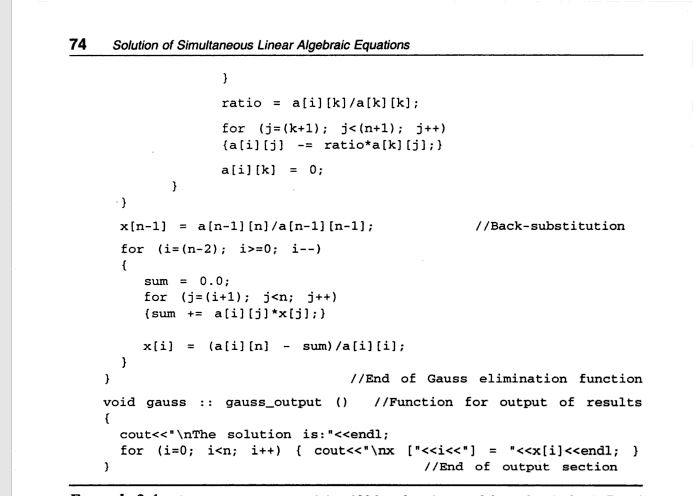 74 Solution of Simultaneous Linear Algebraic Equations
}
ratio = a[i][k]/a[k][k];
for (j=(k+1); j<(n+1); j++)
{a[i][j] -= ratio*a[k][j];}
a[i][k] = 0;
}
}
x[n-1] = a[n-1][n]/a[n-1][n-1]; //Back-substitution
for (i=(n-2); i>=0; i--)
{
sum = 0.0;
for (j=(i+1); j<n; j++)
{sum += a[i][j]*x[j];}
x[i] = (a[i][n] - sum)/a[i][i];
}
} //End of Gauss elimination function
void gauss :: gauss_output () //Function for output of results
{
cout<<"\nThe solution is:"<<endl;
for (i=0; i<n; i++) { cout<<"\nx ["<<i<<"] = "<<x[i]<<endl; }
} //End of output section